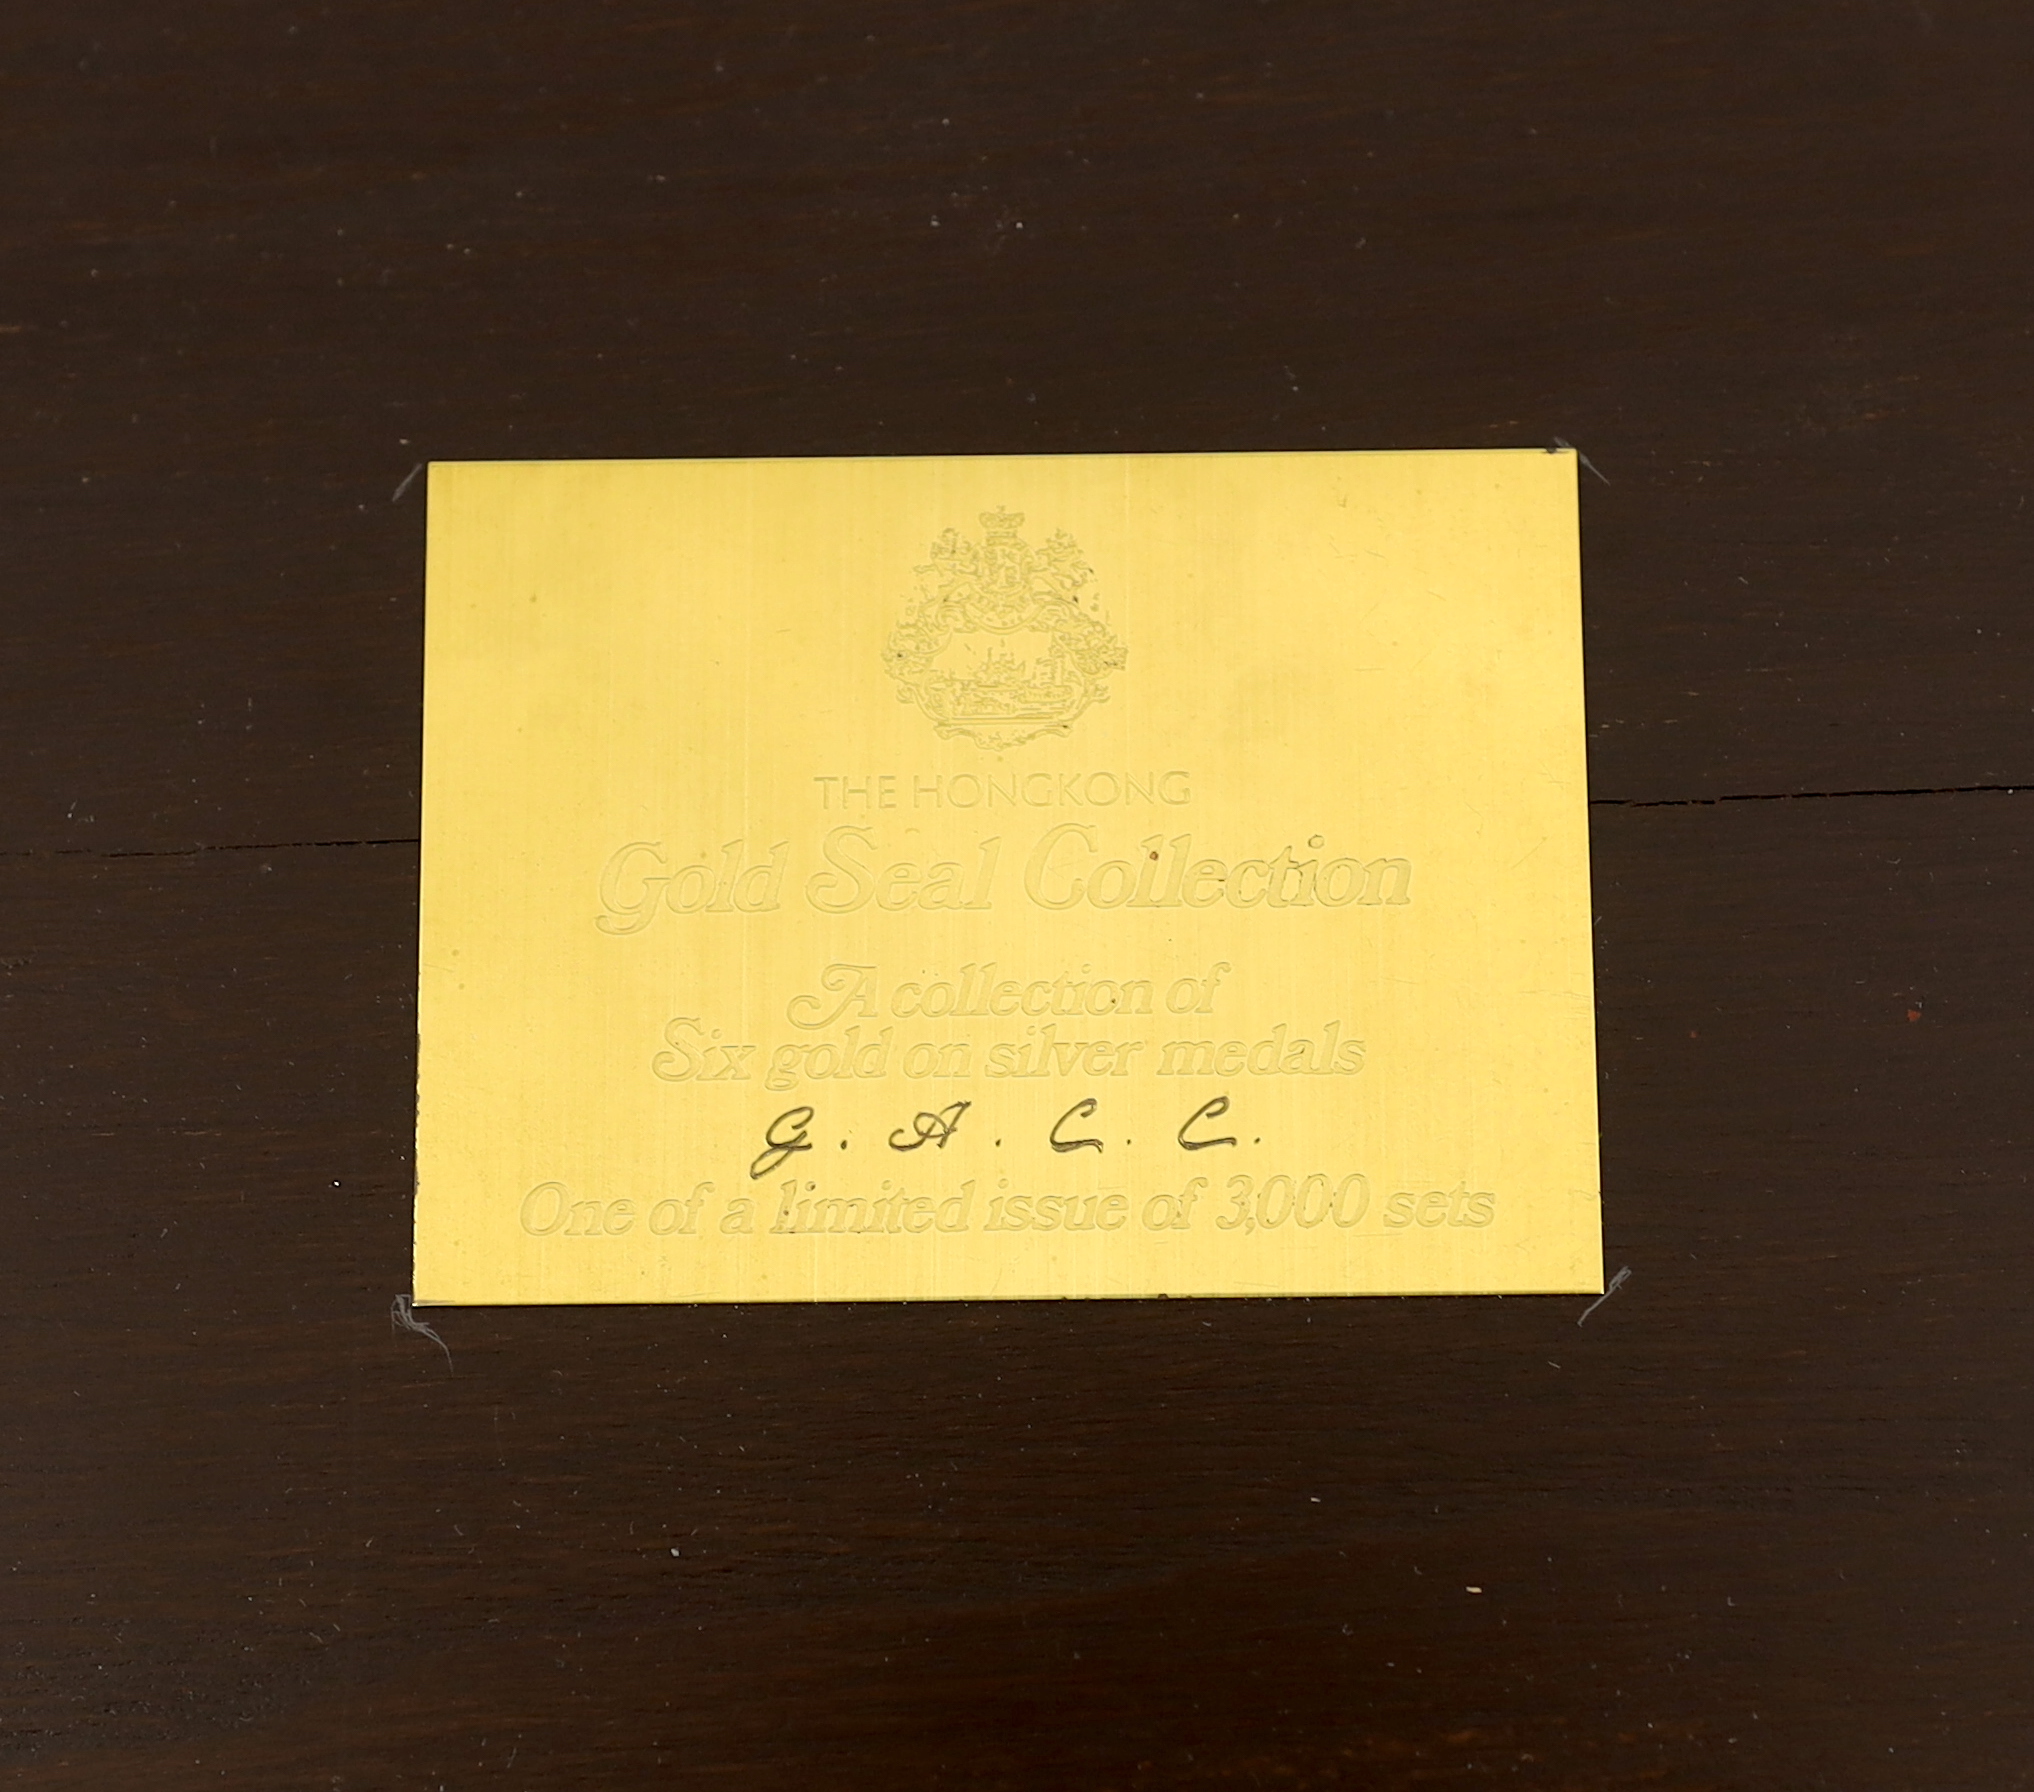 THE HONGKONG
Gold Seal Collection
A collection of
Six gold on silver medals
G. A. C. C.
One of a limited issue of 3,000 sets